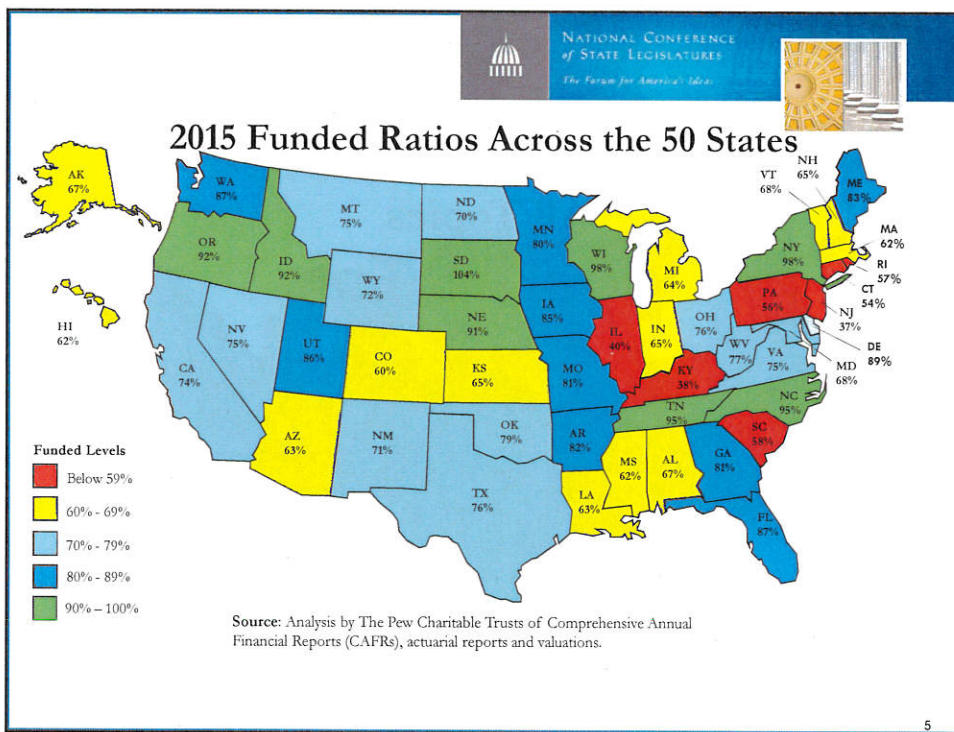 NATIONAL CONFERENCE
of STATE LEGISLATURES
The Forum for America's Ideas
2015 Funded Ratios Across the 50 States
AK
67%
HI
62%
WA
87%
OR
92%
ID
92%
MT
75%
ND
70%
SD
104%
WY
72%
NE
91%
NV
75%
UT
86%
CA
74%
CO
60%
KS
65%
AZ
63%
NM
71%
OK
79%
TX
76%
MN
80%
IA
85%
MO
81%
AR
82%
LA
63%
WI
98%
IL
40%
MI
64%
IN
65%
OH
76%
KY
38%
TN
95%
MS
62%
AL
67%
GA
81%
FL
87%
SC
58%
NC
95%
VA
75%
WV
77%
PA
56%
NY
98%
VT
68%
NH
65%
ME
83%
MA
62%
RI
57%
CT
54%
NJ
37%
DE
89%
MD
68%
Funded Levels
Below 59%
60% - 69%
70% - 79%
80% - 89%
90% – 100%
Source: Analysis by The Pew Charitable Trusts of Comprehensive Annual
Financial Reports (CAFRs), actuarial reports and valuations.
5